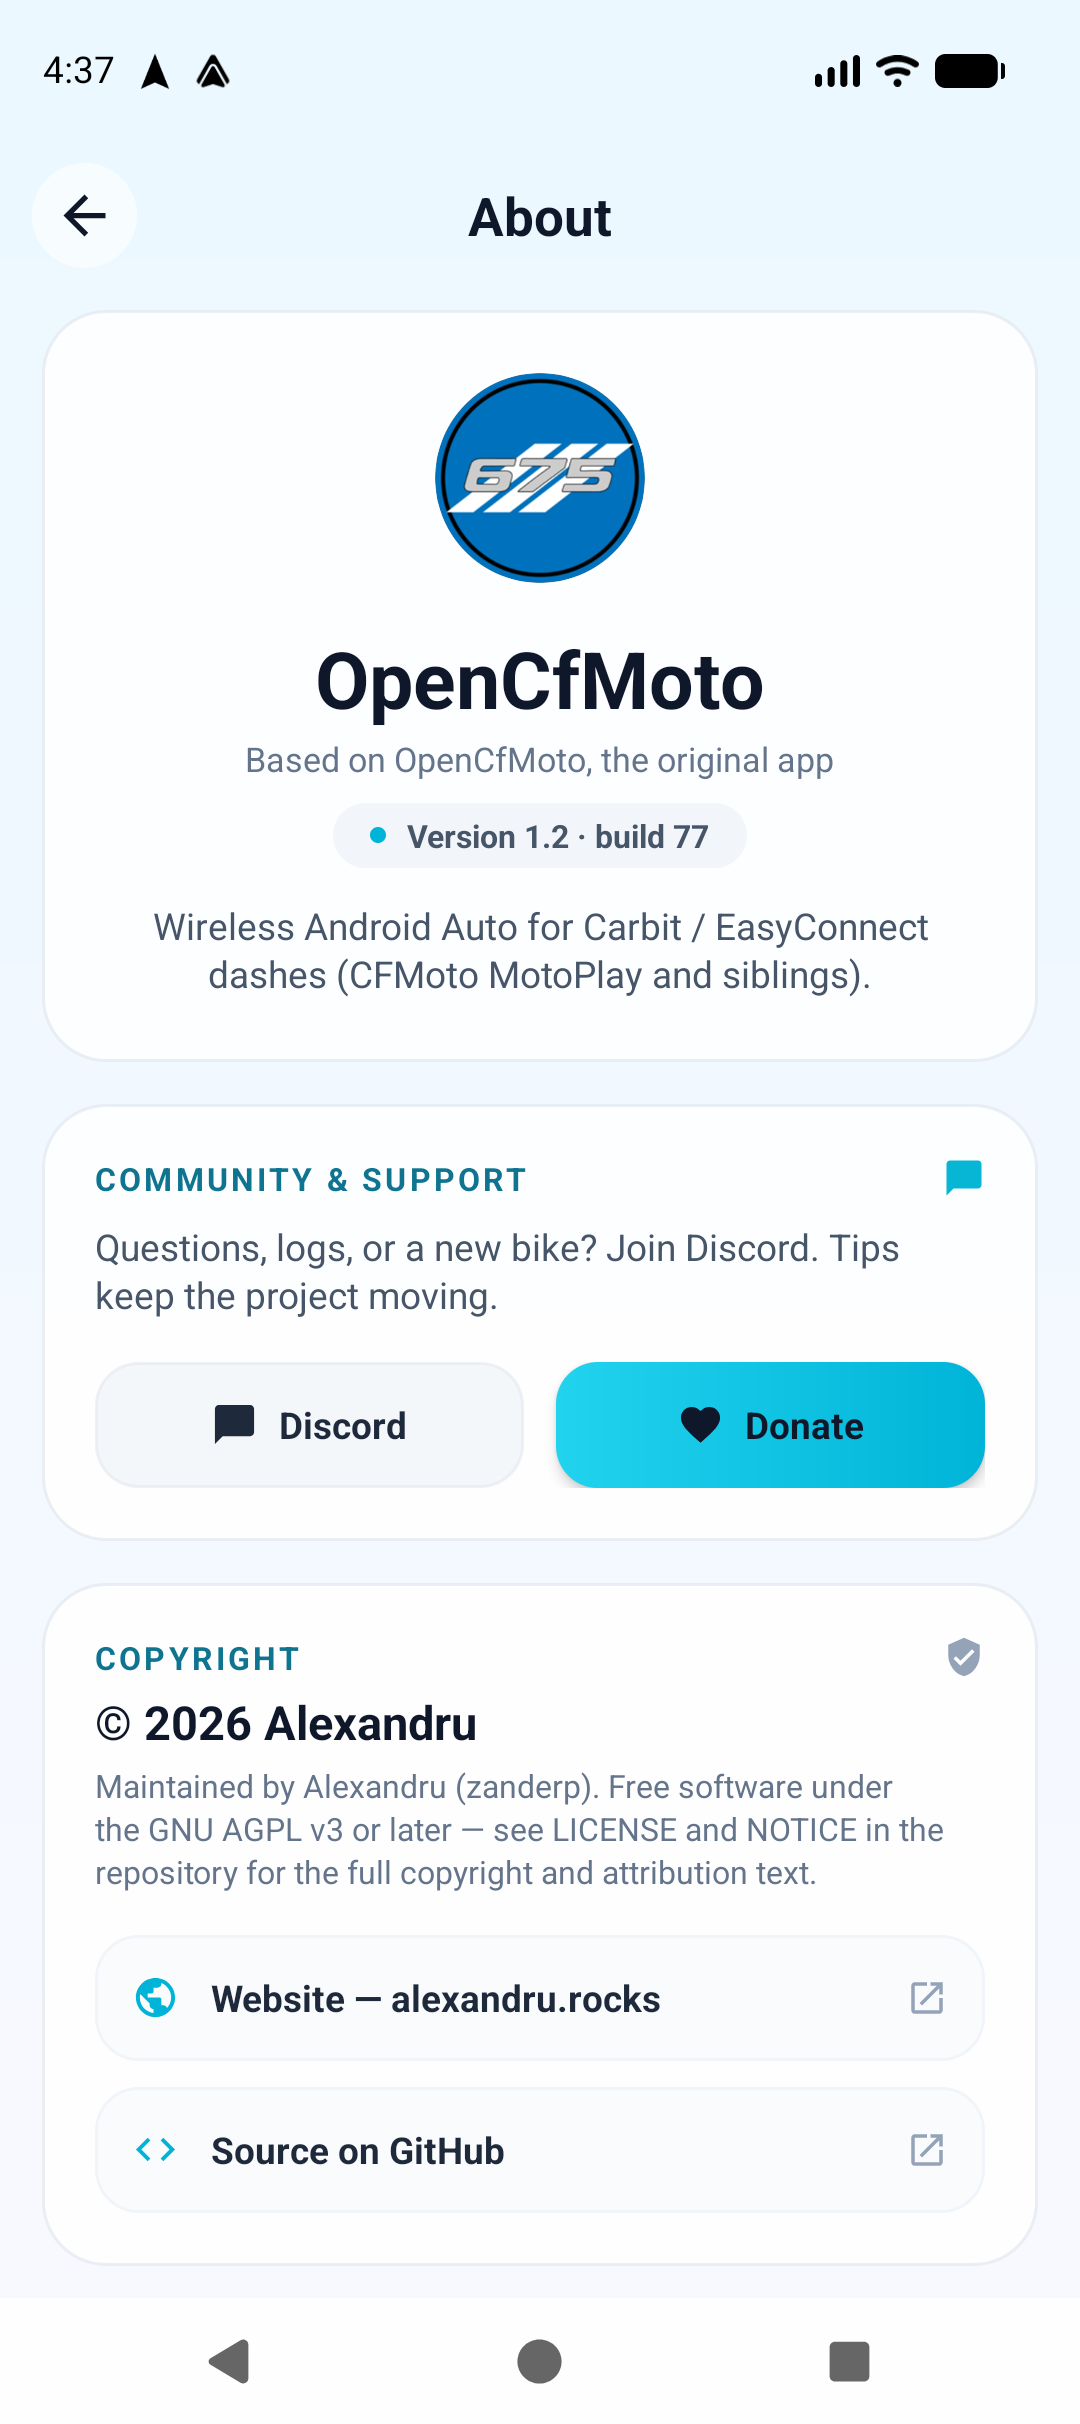 4:37
About
675
OpenCfMoto
Based on OpenCfMoto, the original app
Version 1.2 · build 77
Wireless Android Auto for Carbit / EasyConnect
dashes (CFMoto MotoPlay and siblings).
COMMUNITY & SUPPORT
Questions, logs, or a new bike? Join Discord. Tips
keep the project moving.
Discord
Donate
COPYRIGHT
© 2026 Alexandru
Maintained by Alexandru (zanderp). Free software under
the GNU AGPL v3 or later — see LICENSE and NOTICE in the
repository for the full copyright and attribution text.
Website — alexandru.rocks
Source on GitHub